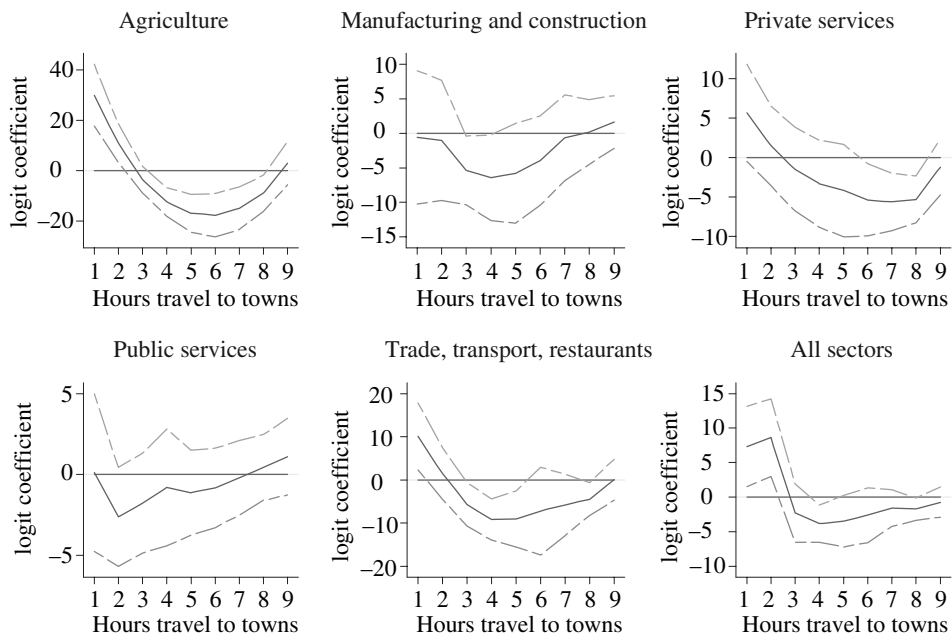 Agriculture
logit coefficient
40
20
0
–20
1 2 3 4 5 6 7 8 9
Hours travel to towns
Manufacturing and construction
logit coefficient
10
5
0
–5
–10
–15
1 2 3 4 5 6 7 8 9
Hours travel to towns
Private services
logit coefficient
10
5
0
–5
–10
1 2 3 4 5 6 7 8 9
Hours travel to towns
Public services
logit coefficient
5
0
–5
1 2 3 4 5 6 7 8 9
Hours travel to towns
Trade, transport, restaurants
logit coefficient
20
10
0
–10
–20
1 2 3 4 5 6 7 8 9
Hours travel to towns
All sectors
logit coefficient
15
10
5
0
–5
–10
1 2 3 4 5 6 7 8 9
Hours travel to towns